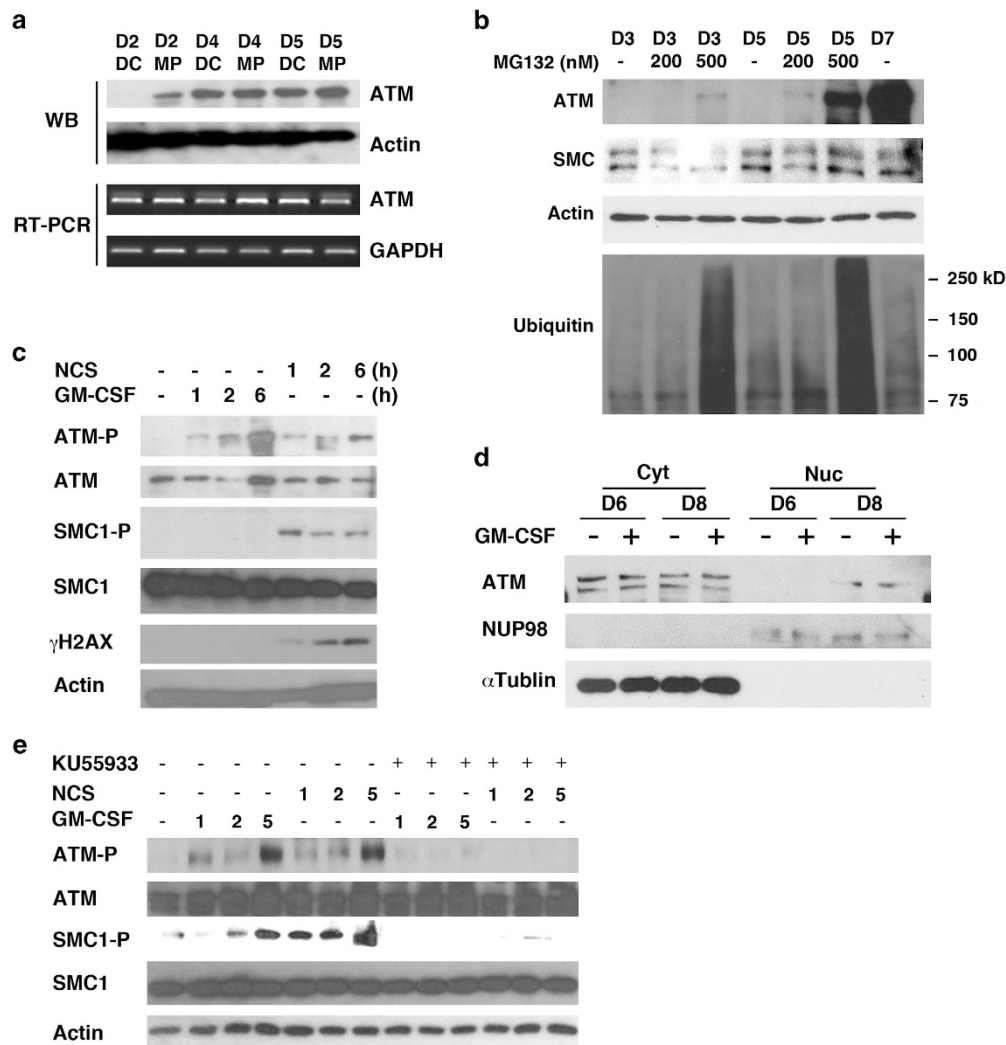 a
D2 D2 D4 D4 D5 D5
DC MP DC MP DC MP
WB
ATM
Actin
RT-PCR
ATM
GAPDH
b
D3 D3 D3 D5 D5 D5 D7
MG132 (nM) - 200 500 - 200 500 -
ATM
SMC
Actin
Ubiquitin
- 250 kD
- 150
- 100
- 75
c
NCS - - - - 1 2 6 (h)
GM-CSF - 1 2 6 - - - (h)
ATM-P
ATM
SMC1-P
SMC1
γH2AX
Actin
d
Cyt Nuc
D6 D8 D6 D8
GM-CSF - + - + - + - +
ATM
NUP98
αTublin
e
KU55933 - - - - - - - + + + + + +
NCS - - - - 1 2 5 - - - 1 2 5
GM-CSF - 1 2 5 - - - 1 2 5 - - -
ATM-P
ATM
SMC1-P
SMC1
Actin